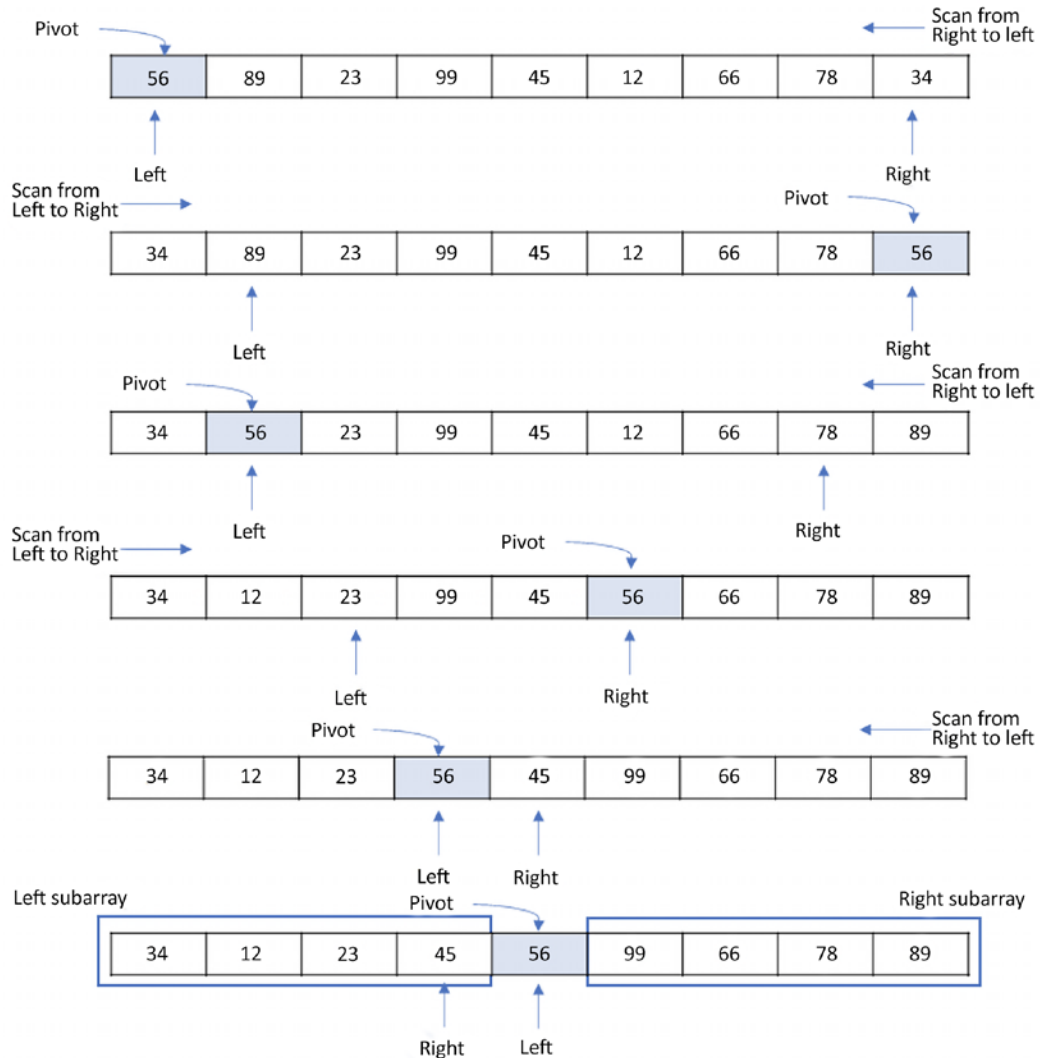 Pivot
Scan from
Right to left
56 89 23 99 45 12 66 78 34
Left Right
Scan from
Left to Right
Pivot
34 89 23 99 45 12 66 78 56
Left Right
Pivot
Scan from
Right to left
34 56 23 99 45 12 66 78 89
Left Right
Scan from
Left to Right
Pivot
34 12 23 99 45 56 66 78 89
Left Right
Pivot
Scan from
Right to left
34 12 23 56 45 99 66 78 89
Left Right
Left subarray Pivot Right subarray
34 12 23 45 56 99 66 78 89
Right Left